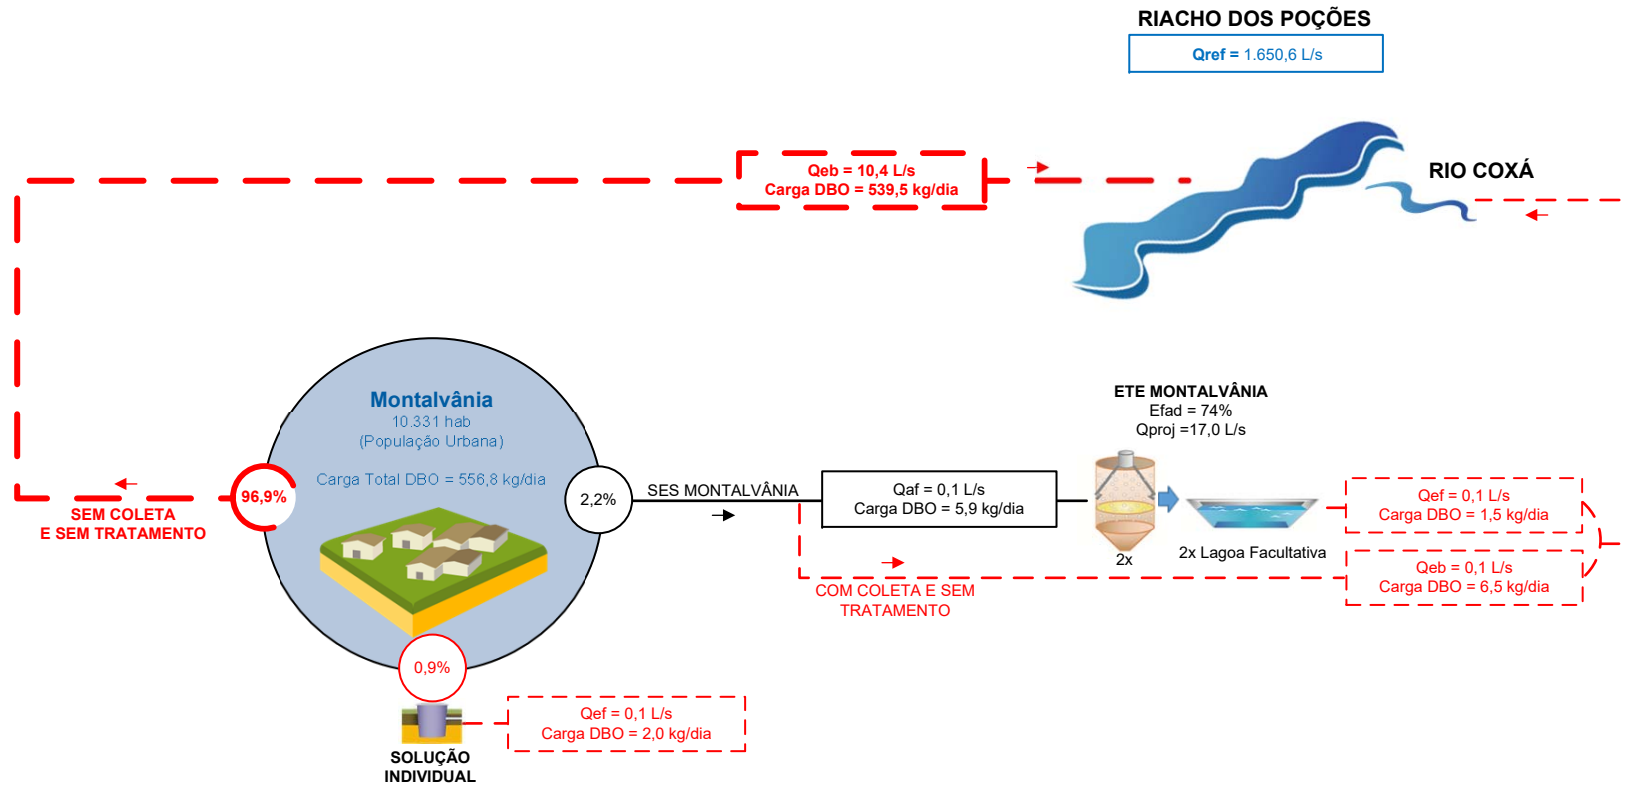 RIACHO DOS POÇÕES
Qref = 1.650,6 L/s
Qeb = 10,4 L/s
Carga DBO = 539,5 kg/dia
RIO COXÁ
Montalvânia
10.331 hab
(População Urbana)
Carga Total DBO = 556,8 kg/dia
96,9%
SEM COLETA
E SEM TRATAMENTO
2,2%
SES MONTALVÂNIA
Qaf = 0,1 L/s
Carga DBO = 5,9 kg/dia
ETE MONTALVÂNIA
Efad = 74%
Qproj =17,0 L/s
2x
2x Lagoa Facultativa
Qef = 0,1 L/s
Carga DBO = 1,5 kg/dia
Qeb = 0,1 L/s
Carga DBO = 6,5 kg/dia
COM COLETA E SEM
TRATAMENTO
0,9%
Qef = 0,1 L/s
Carga DBO = 2,0 kg/dia
SOLUÇÃO
INDIVIDUAL